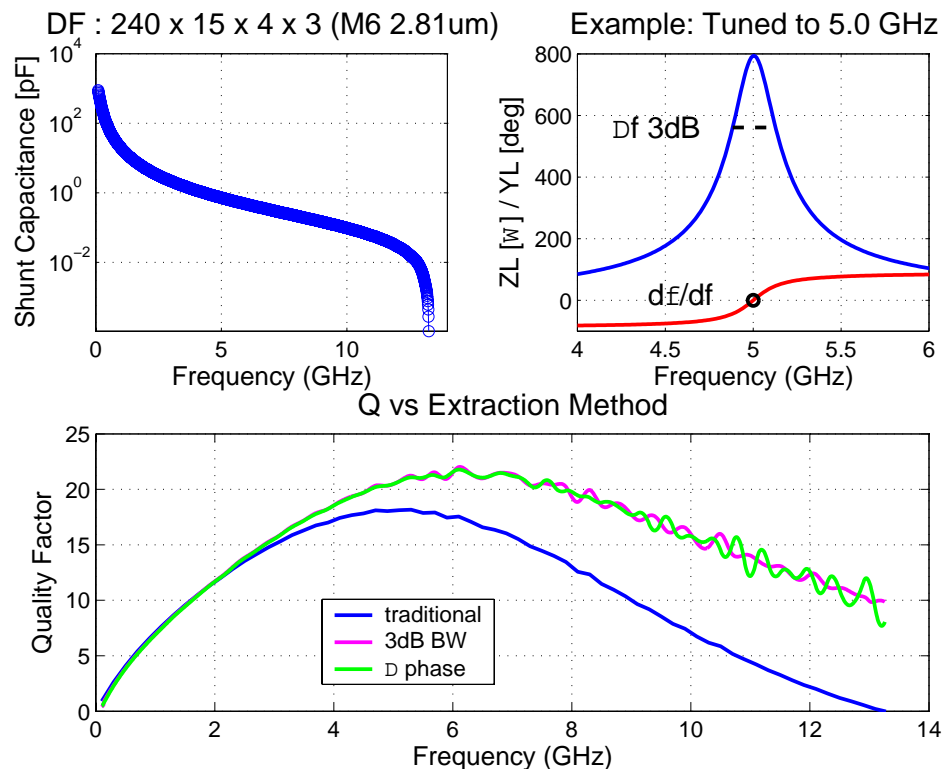 DF : 240 x 15 x 4 x 3 (M6 2.81um)
Shunt Capacitance [pF]
10^4
10^2
10^0
10^-2
0
5
10
Frequency (GHz)
Example: Tuned to 5.0 GHz
ZL [W] / YL [deg]
800
600
400
200
0
Df 3dB
df/df
4
4.5
5
5.5
6
Frequency (GHz)
Q vs Extraction Method
Quality Factor
25
20
15
10
5
0
traditional
3dB BW
D phase
0
2
4
6
8
10
12
14
Frequency (GHz)